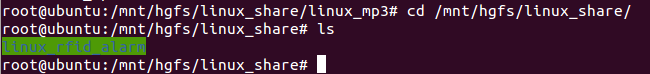 root@ubuntu:/mnt/hgfs/linux_share/linux_mp3# cd /mnt/hgfs/linux_share/
root@ubuntu:/mnt/hgfs/linux_share# ls
linux_rfid_alarm
root@ubuntu:/mnt/hgfs/linux_share#